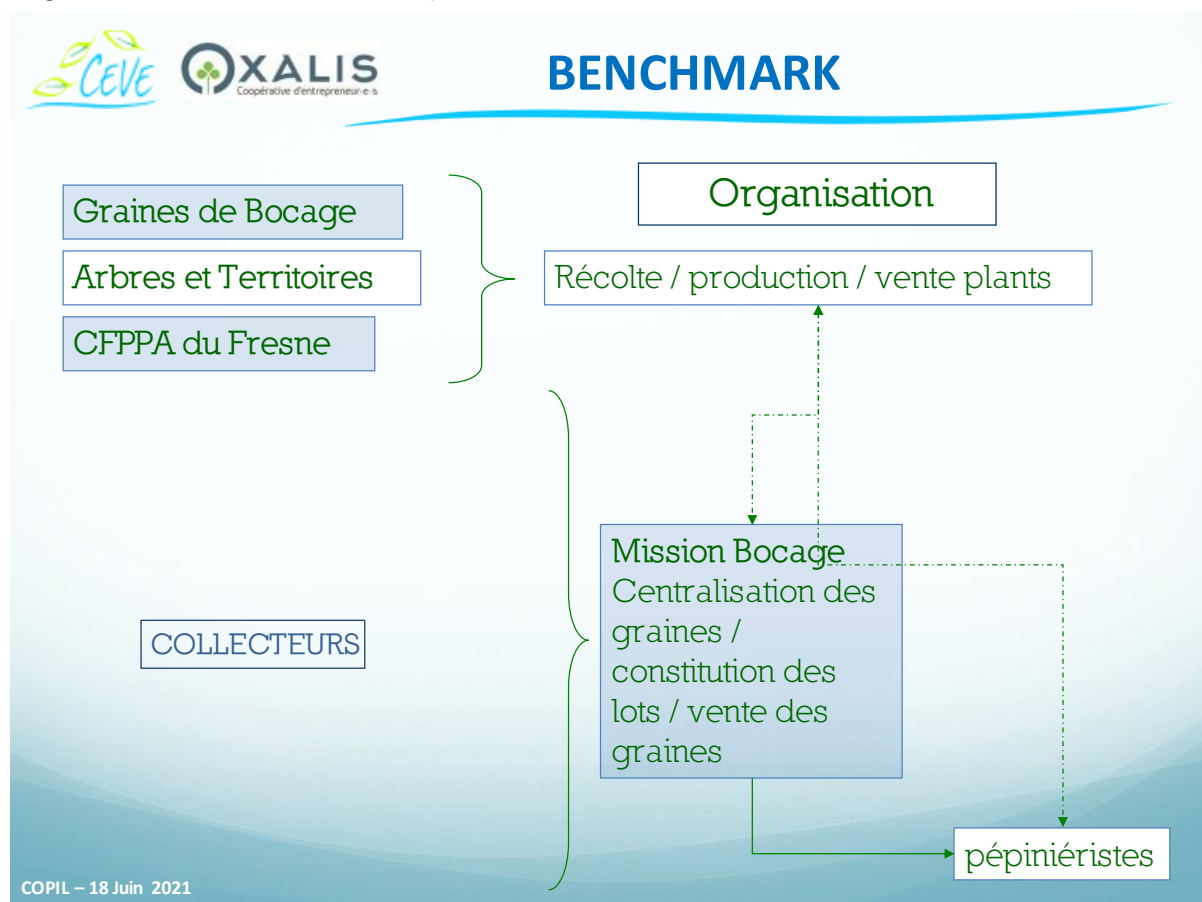 CEVE
OXALIS
Coopérative d'entrepreneur·e·s
BENCHMARK
Graines de Bocage
Arbres et Territoires
CFPPA du Fresne
Organisation
Récolte / production / vente plants
COLLECTEURS
Mission Bocage
Centralisation des
graines /
constitution des
lots / vente des
graines
pépiniéristes
COPIL – 18 Juin 2021